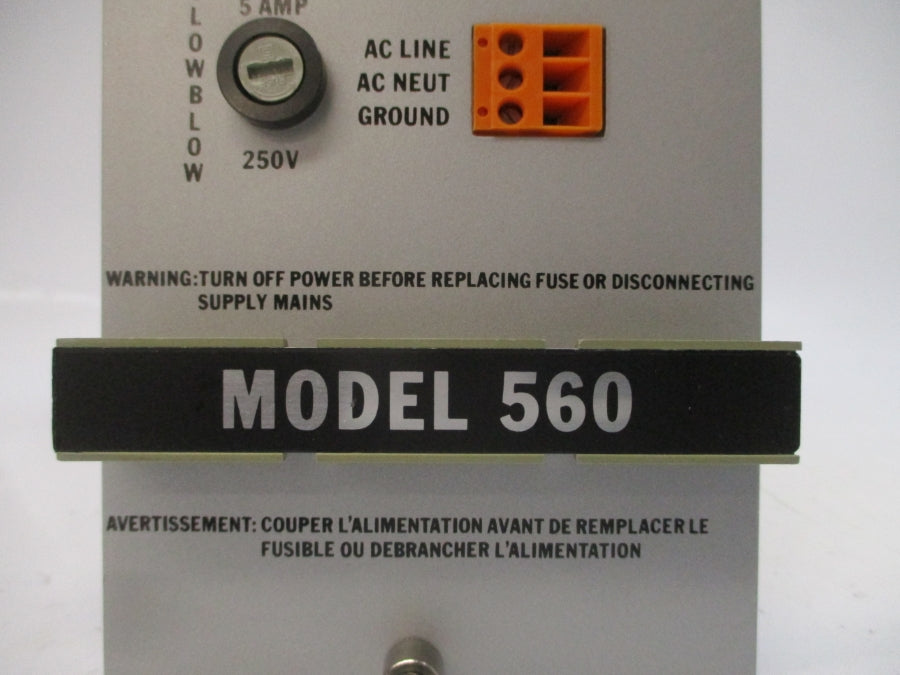 5 AMP
LOWBLOW
AC LINE
AC NEUT
GROUND
250V
WARNING:TURN OFF POWER BEFORE REPLACING FUSE OR DISCONNECTING
SUPPLY MAINS
MODEL 560
AVERTISSEMENT: COUPER L'ALIMENTATION AVANT DE REMPLACER LE
FUSIBLE OU DEBRANCHER L'ALIMENTATION